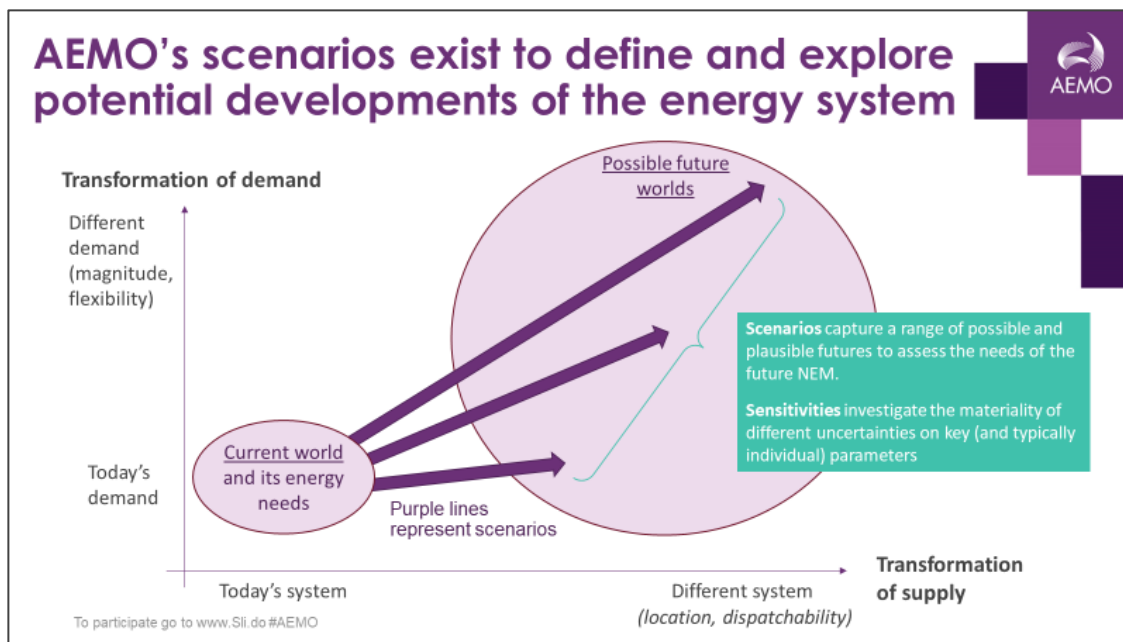 AEMO’s scenarios exist to define and explore
potential developments of the energy system
AEMO
Transformation of demand
Different
demand
(magnitude,
flexibility)
Today’s
demand
Possible future
worlds
Current world
and its energy
needs
Purple lines
represent scenarios
Scenarios capture a range of possible and
plausible futures to assess the needs of the
future NEM.
Sensitivities investigate the materiality of
different uncertainties on key (and typically
individual) parameters
Today’s system
Different system
(location, dispatchability)
Transformation
of supply
To participate go to www.Sli.do #AEMO